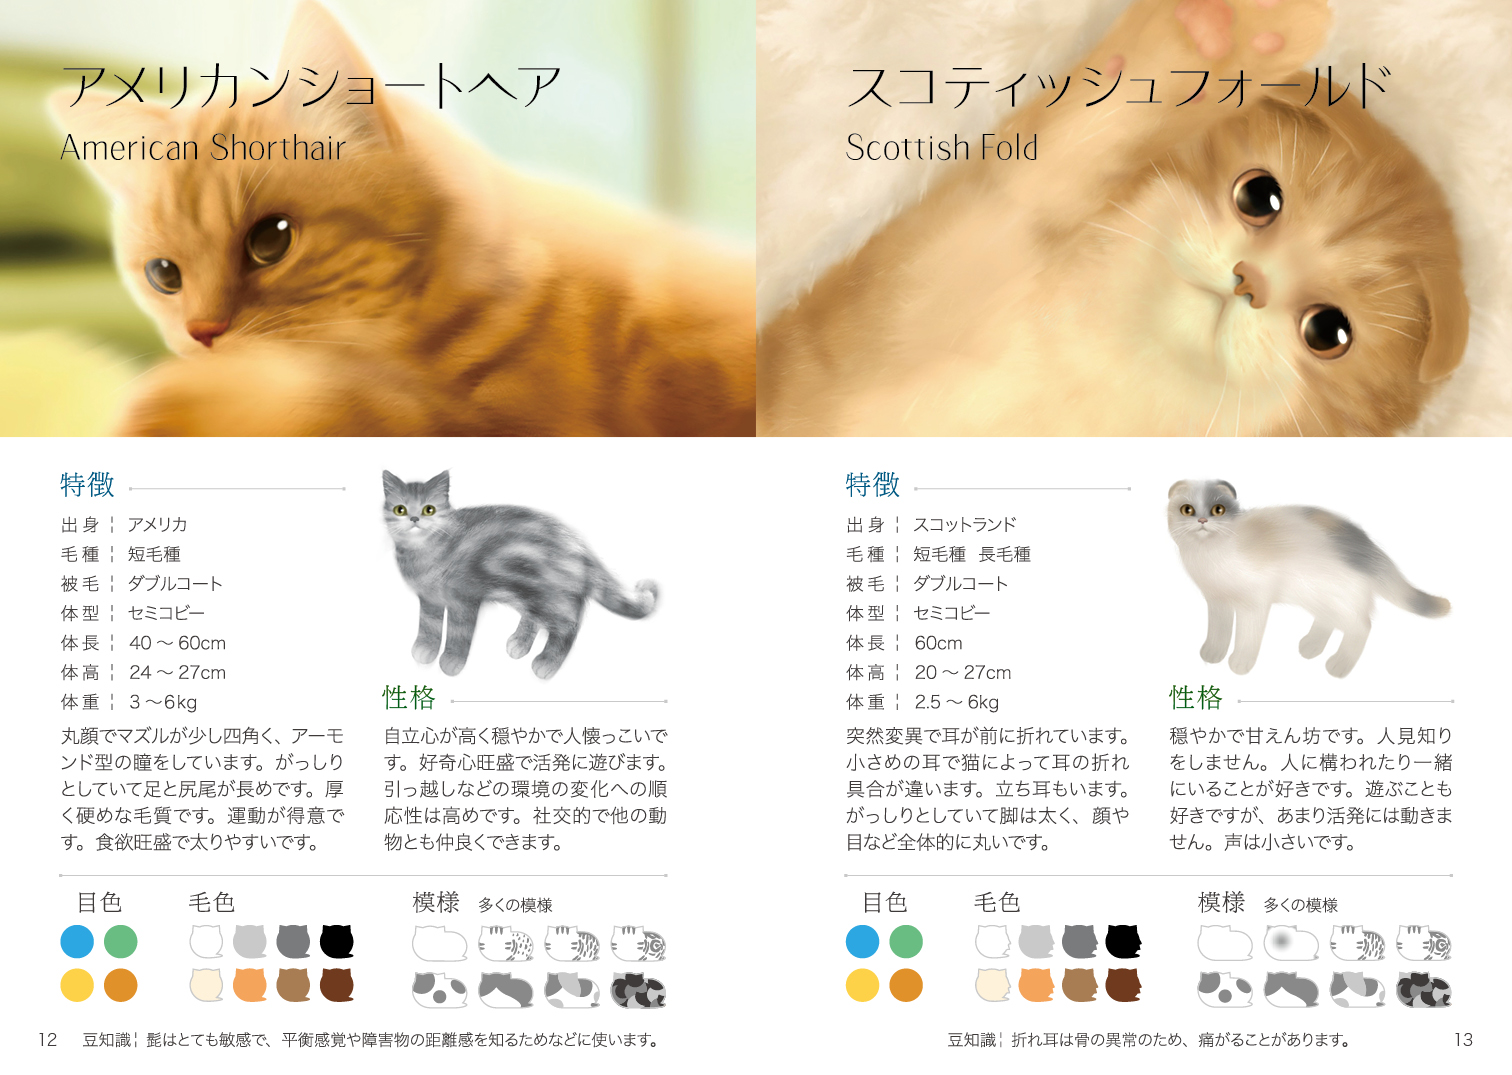 アメリカンショートヘア
American Shorthair
特徴
出身¦アメリカ
毛種¦短毛種
被毛¦ダブルコート
体型¦セミコビー
体長¦40～60cm
体高¦24～27cm
体重¦3～6kg
丸顔でマズルが少し四角く、アーモ
ンド型の瞳をしています。がっしり
としていて足と尻尾が長めです。厚
く硬めな毛質です。運動が得意で
す。食欲旺盛で太りやすいです。
性格
自立心が高く穏やかで人懐っこいで
す。好奇心旺盛で活発に遊びます。
引っ越しなどの環境の変化への順
応性は高めです。社交的で他の動
物とも仲良くできます。
目色
毛色
模様 多くの模様
12 豆知識¦髭はとても敏感で、平衡感覚や障害物の距離感を知るためなどに使います。
スコティッシュフォールド
Scottish Fold
特徴
出身¦スコットランド
毛種¦短毛種 長毛種
被毛¦ダブルコート
体型¦セミコビー
体長¦60cm
体高¦20～27cm
体重¦2.5～6kg
突然変異で耳が前に折れています。
小さめの耳で猫によって耳の折れ
具合が違います。立ち耳もいます。
がっしりとしていて脚は太く、顔や
目など全体的に丸いです。
性格
穏やかで甘えん坊です。人見知り
をしません。人に構われたり一緒
にいることが好きです。遊ぶことも
好きですが、あまり活発には動きま
せん。声は小さいです。
目色
毛色
模様 多くの模様
豆知識¦折れ耳は骨の異常のため、痛がることがあります。 13